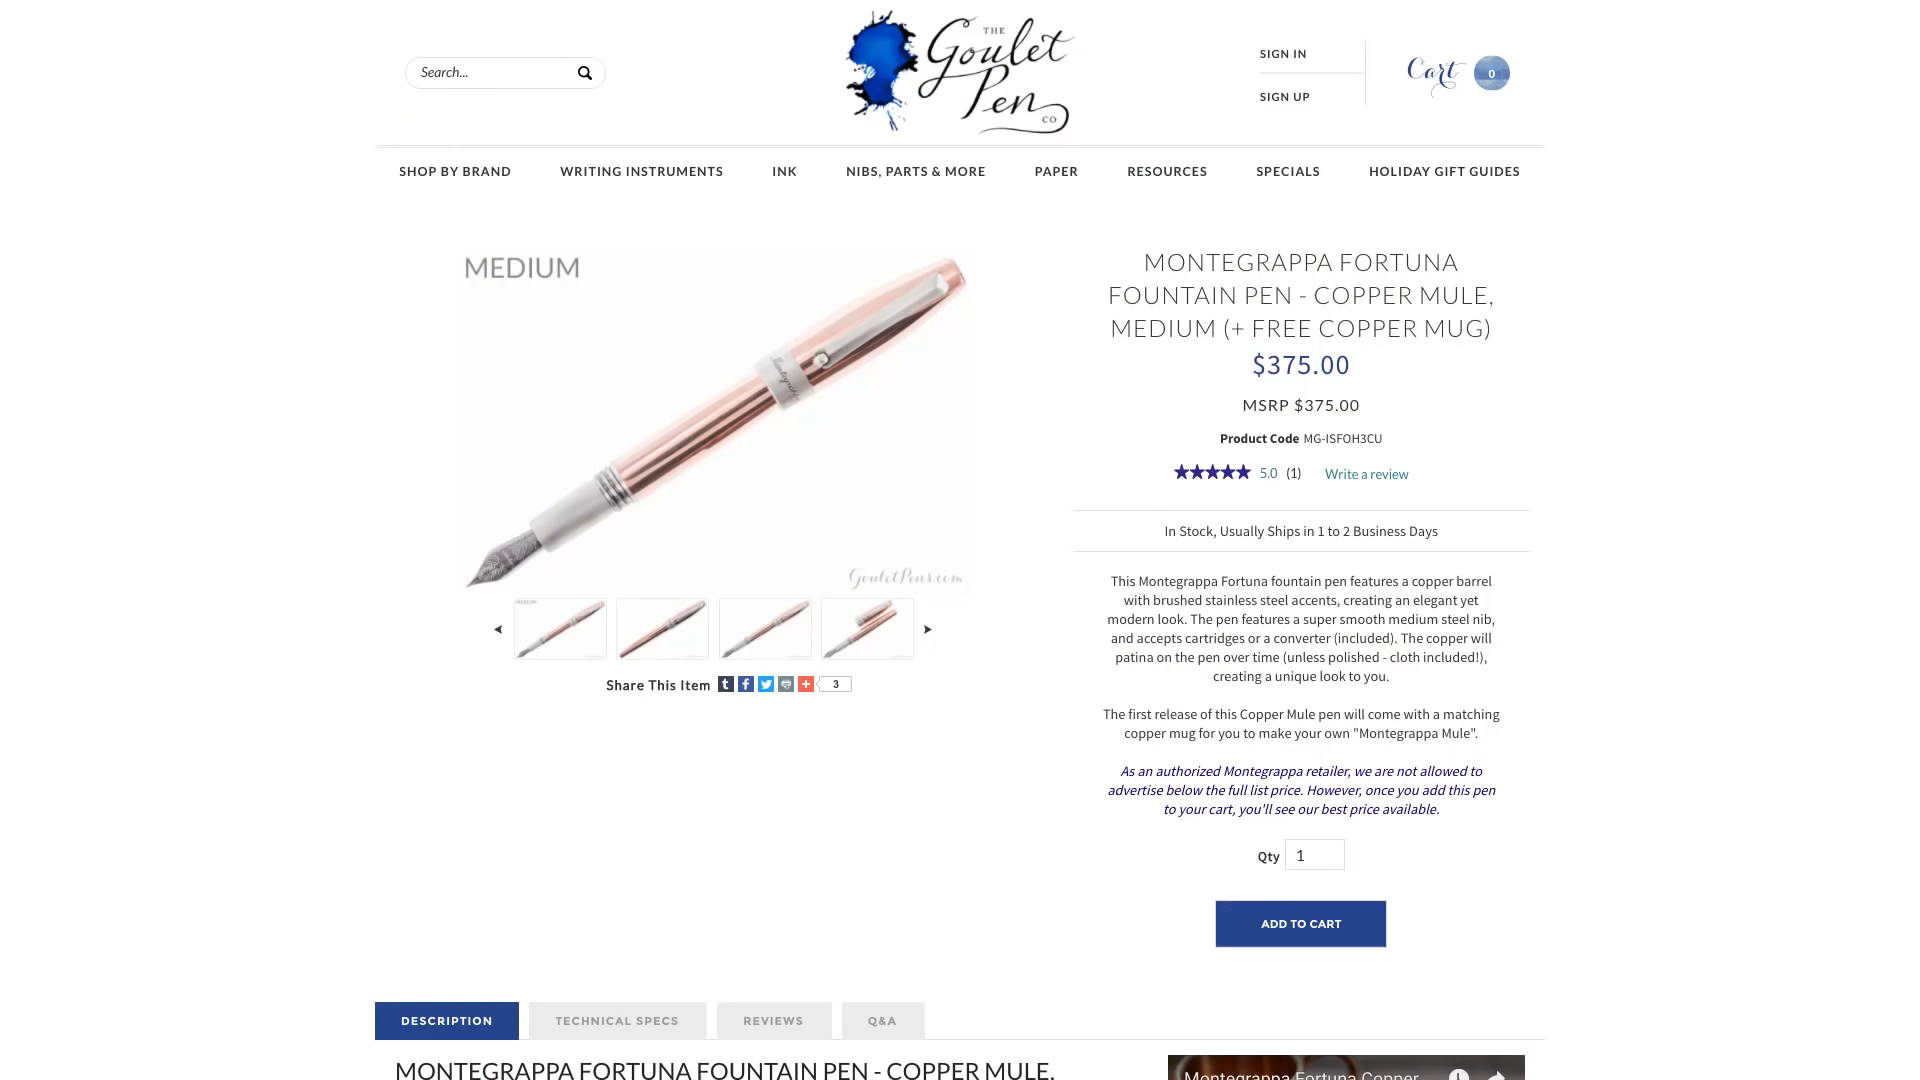 Search...
THE
Goulet
Pen
CO
SIGN IN
SIGN UP
Cart 0
SHOP BY BRAND WRITING INSTRUMENTS INK NIBS, PARTS & MORE PAPER RESOURCES SPECIALS HOLIDAY GIFT GUIDES
MEDIUM
Montegrappa
GouletPens.com
MEDIUM
Share This Item 3
MONTEGRAPPA FORTUNA
FOUNTAIN PEN - COPPER MULE,
MEDIUM (+ FREE COPPER MUG)
$375.00
MSRP $375.00
Product Code MG-ISFOH3CU
5.0 (1) Write a review
In Stock, Usually Ships in 1 to 2 Business Days
This Montegrappa Fortuna fountain pen features a copper barrel
with brushed stainless steel accents, creating an elegant yet
modern look. The pen features a super smooth medium steel nib,
and accepts cartridges or a converter (included). The copper will
patina on the pen over time (unless polished - cloth included!),
creating a unique look to you.
The first release of this Copper Mule pen will come with a matching
copper mug for you to make your own "Montegrappa Mule".
As an authorized Montegrappa retailer, we are not allowed to
advertise below the full list price. However, once you add this pen
to your cart, you'll see our best price available.
Qty 1
ADD TO CART
DESCRIPTION TECHNICAL SPECS REVIEWS Q&A
MONTEGRAPPA FORTUNA FOUNTAIN PEN - COPPER MULE,
Montegrappa Fortuna Copper